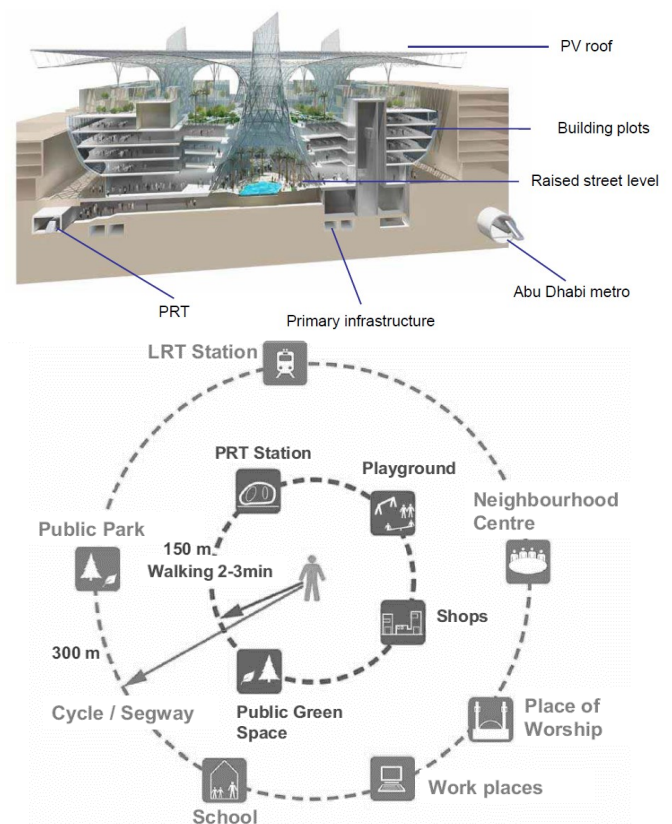 PV roof
Building plots
Raised street level
Abu Dhabi metro
PRT
Primary infrastructure
LRT Station
PRT Station
Playground
Neighbourhood
Centre
Public Park
150 m
Walking 2-3min
Shops
300 m
Cycle / Segway
Public Green
Space
Place of
Worship
Work places
School